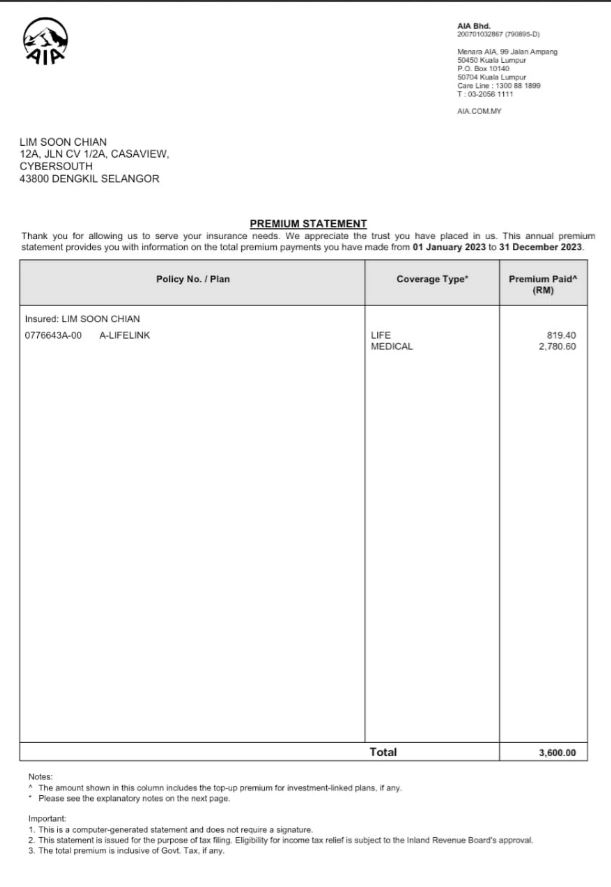 AIA
AIA Bhd.
200701032867 (790895-D)
Menara AIA, 99 Jalan Ampang
50450 Kuala Lumpur
P.O. Box 10140
50704 Kuala Lumpur
Care Line : 1300 88 1899
T : 03-2056 1111
AIA.COM.MY
LIM SOON CHIAN
12A, JLN CV 1/2A, CASAVIEW,
CYBERSOUTH
43800 DENGKIL SELANGOR
PREMIUM STATEMENT
Thank you for allowing us to serve your insurance needs. We appreciate the trust you have placed in us. This annual premium
statement provides you with information on the total premium payments you have made from 01 January 2023 to 31 December 2023.
Policy No. / Plan Coverage Type* Premium Paid^
(RM)
Insured: LIM SOON CHIAN
0776643A-00 A-LIFELINK LIFE 819.40
MEDICAL 2,780.60
Total 3,600.00
Notes:
^ The amount shown in this column includes the top-up premium for investment-linked plans, if any.
* Please see the explanatory notes on the next page.
Important:
1. This is a computer-generated statement and does not require a signature.
2. This statement is issued for the purpose of tax filing. Eligibility for income tax relief is subject to the Inland Revenue Board's approval.
3. The total premium is inclusive of Govt. Tax, if any.